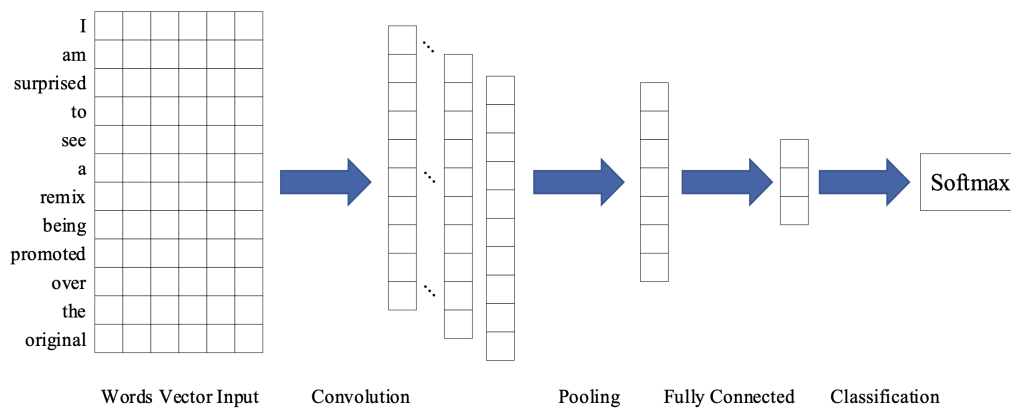 I
am
surprised
to
see
a
remix
being
promoted
over
the
original
Softmax
Words Vector Input
Convolution
Pooling
Fully Connected
Classification